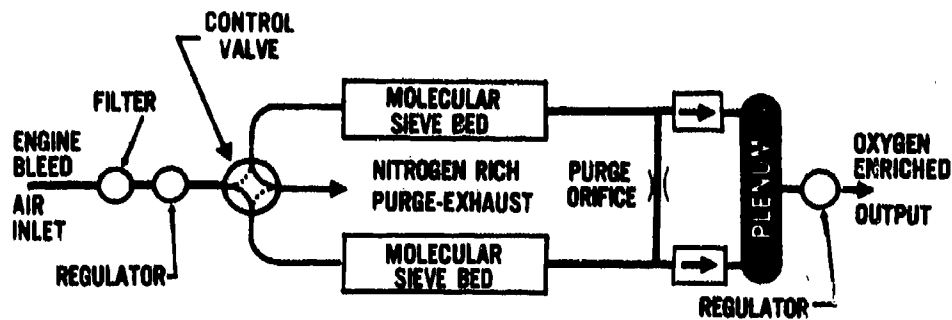 CONTROL
VALVE
FILTER
ENGINE
BLEED
AIR
INLET
REGULATOR
MOLECULAR
SIEVE BED
NITROGEN RICH
PURGE-EXHAUST
MOLECULAR
SIEVE BED
PURGE
ORIFICE
PLENUM
OXYGEN
ENRICHED
OUTPUT
REGULATOR